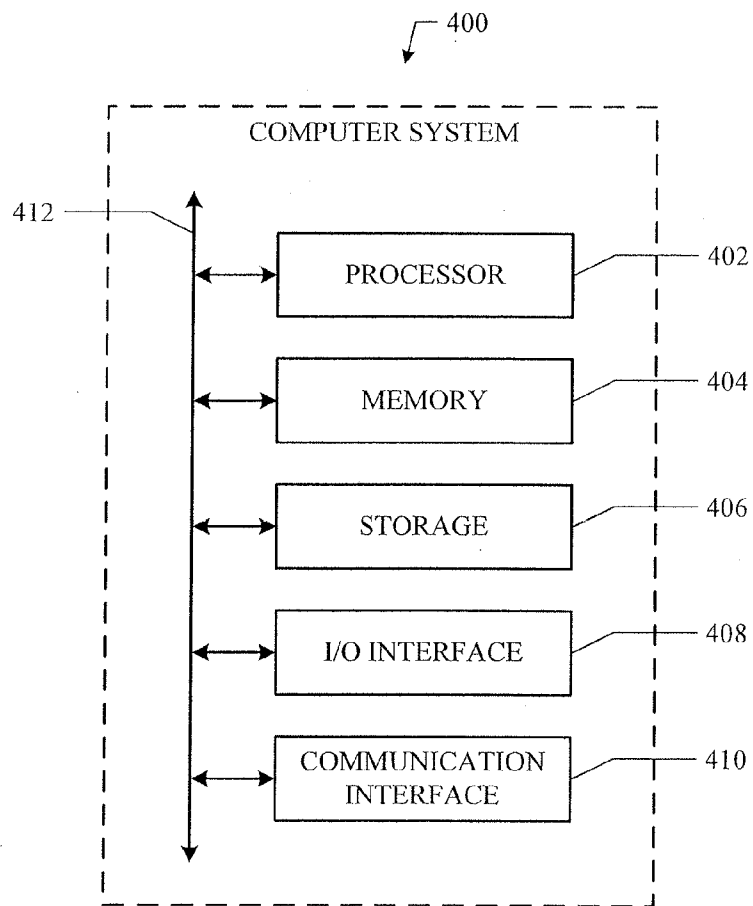 400
COMPUTER SYSTEM
412
PROCESSOR
402
MEMORY
404
STORAGE
406
I/O INTERFACE
408
COMMUNICATION
INTERFACE
410